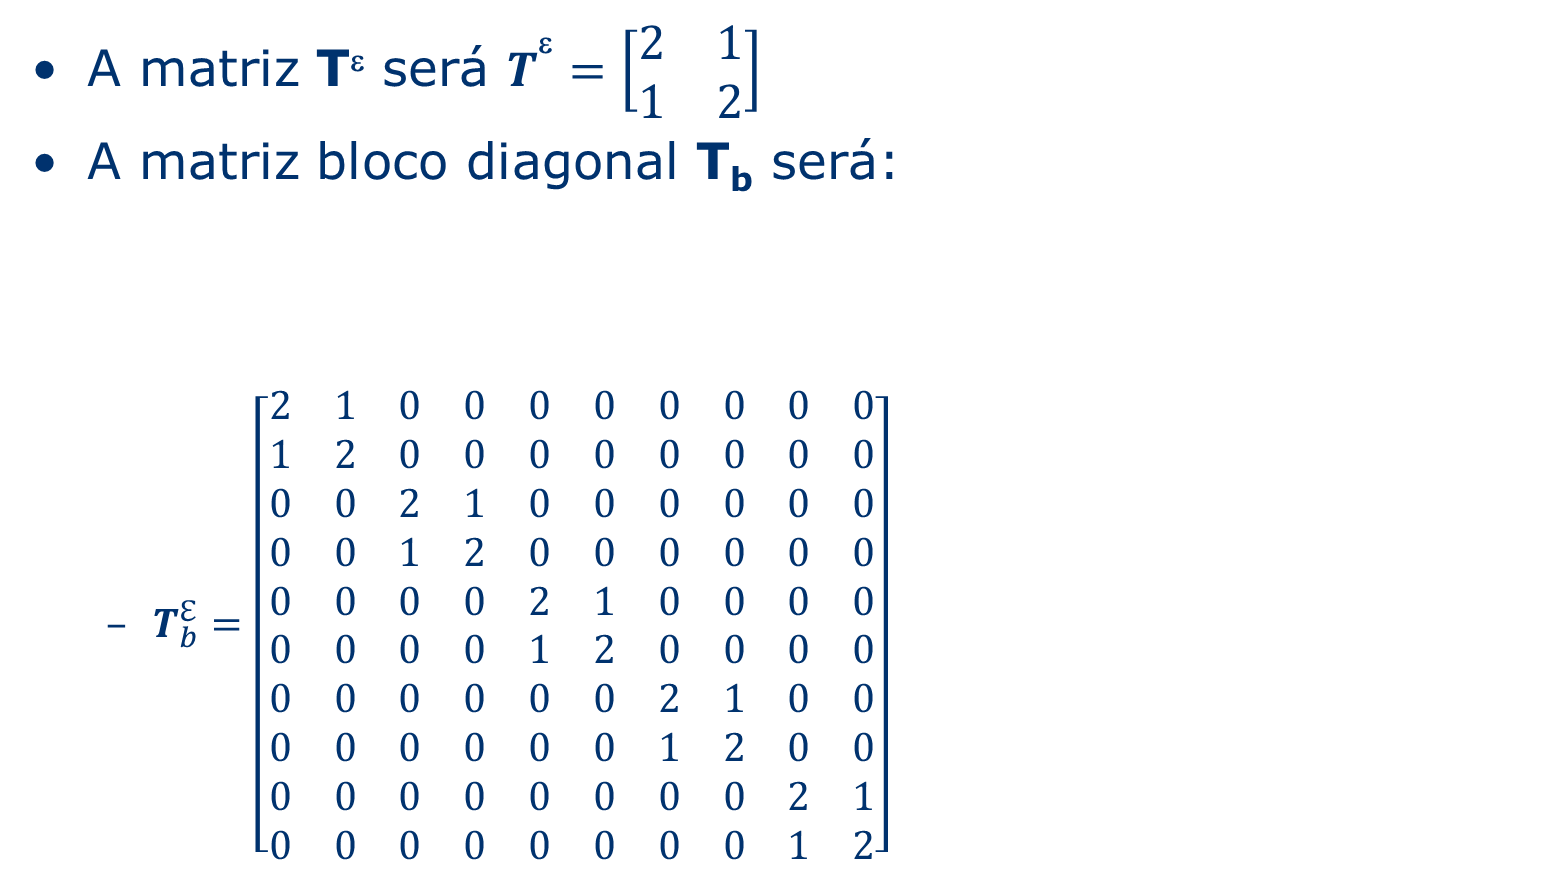 • A matriz Tᵋ será Tᵋ = [2 1
1 2]
• A matriz bloco diagonal T_b será:
– T_b^ε =
2 1 0 0 0 0 0 0 0 0
1 2 0 0 0 0 0 0 0 0
0 0 2 1 0 0 0 0 0 0
0 0 1 2 0 0 0 0 0 0
0 0 0 0 2 1 0 0 0 0
0 0 0 0 1 2 0 0 0 0
0 0 0 0 0 0 2 1 0 0
0 0 0 0 0 0 1 2 0 0
0 0 0 0 0 0 0 0 2 1
0 0 0 0 0 0 0 0 1 2